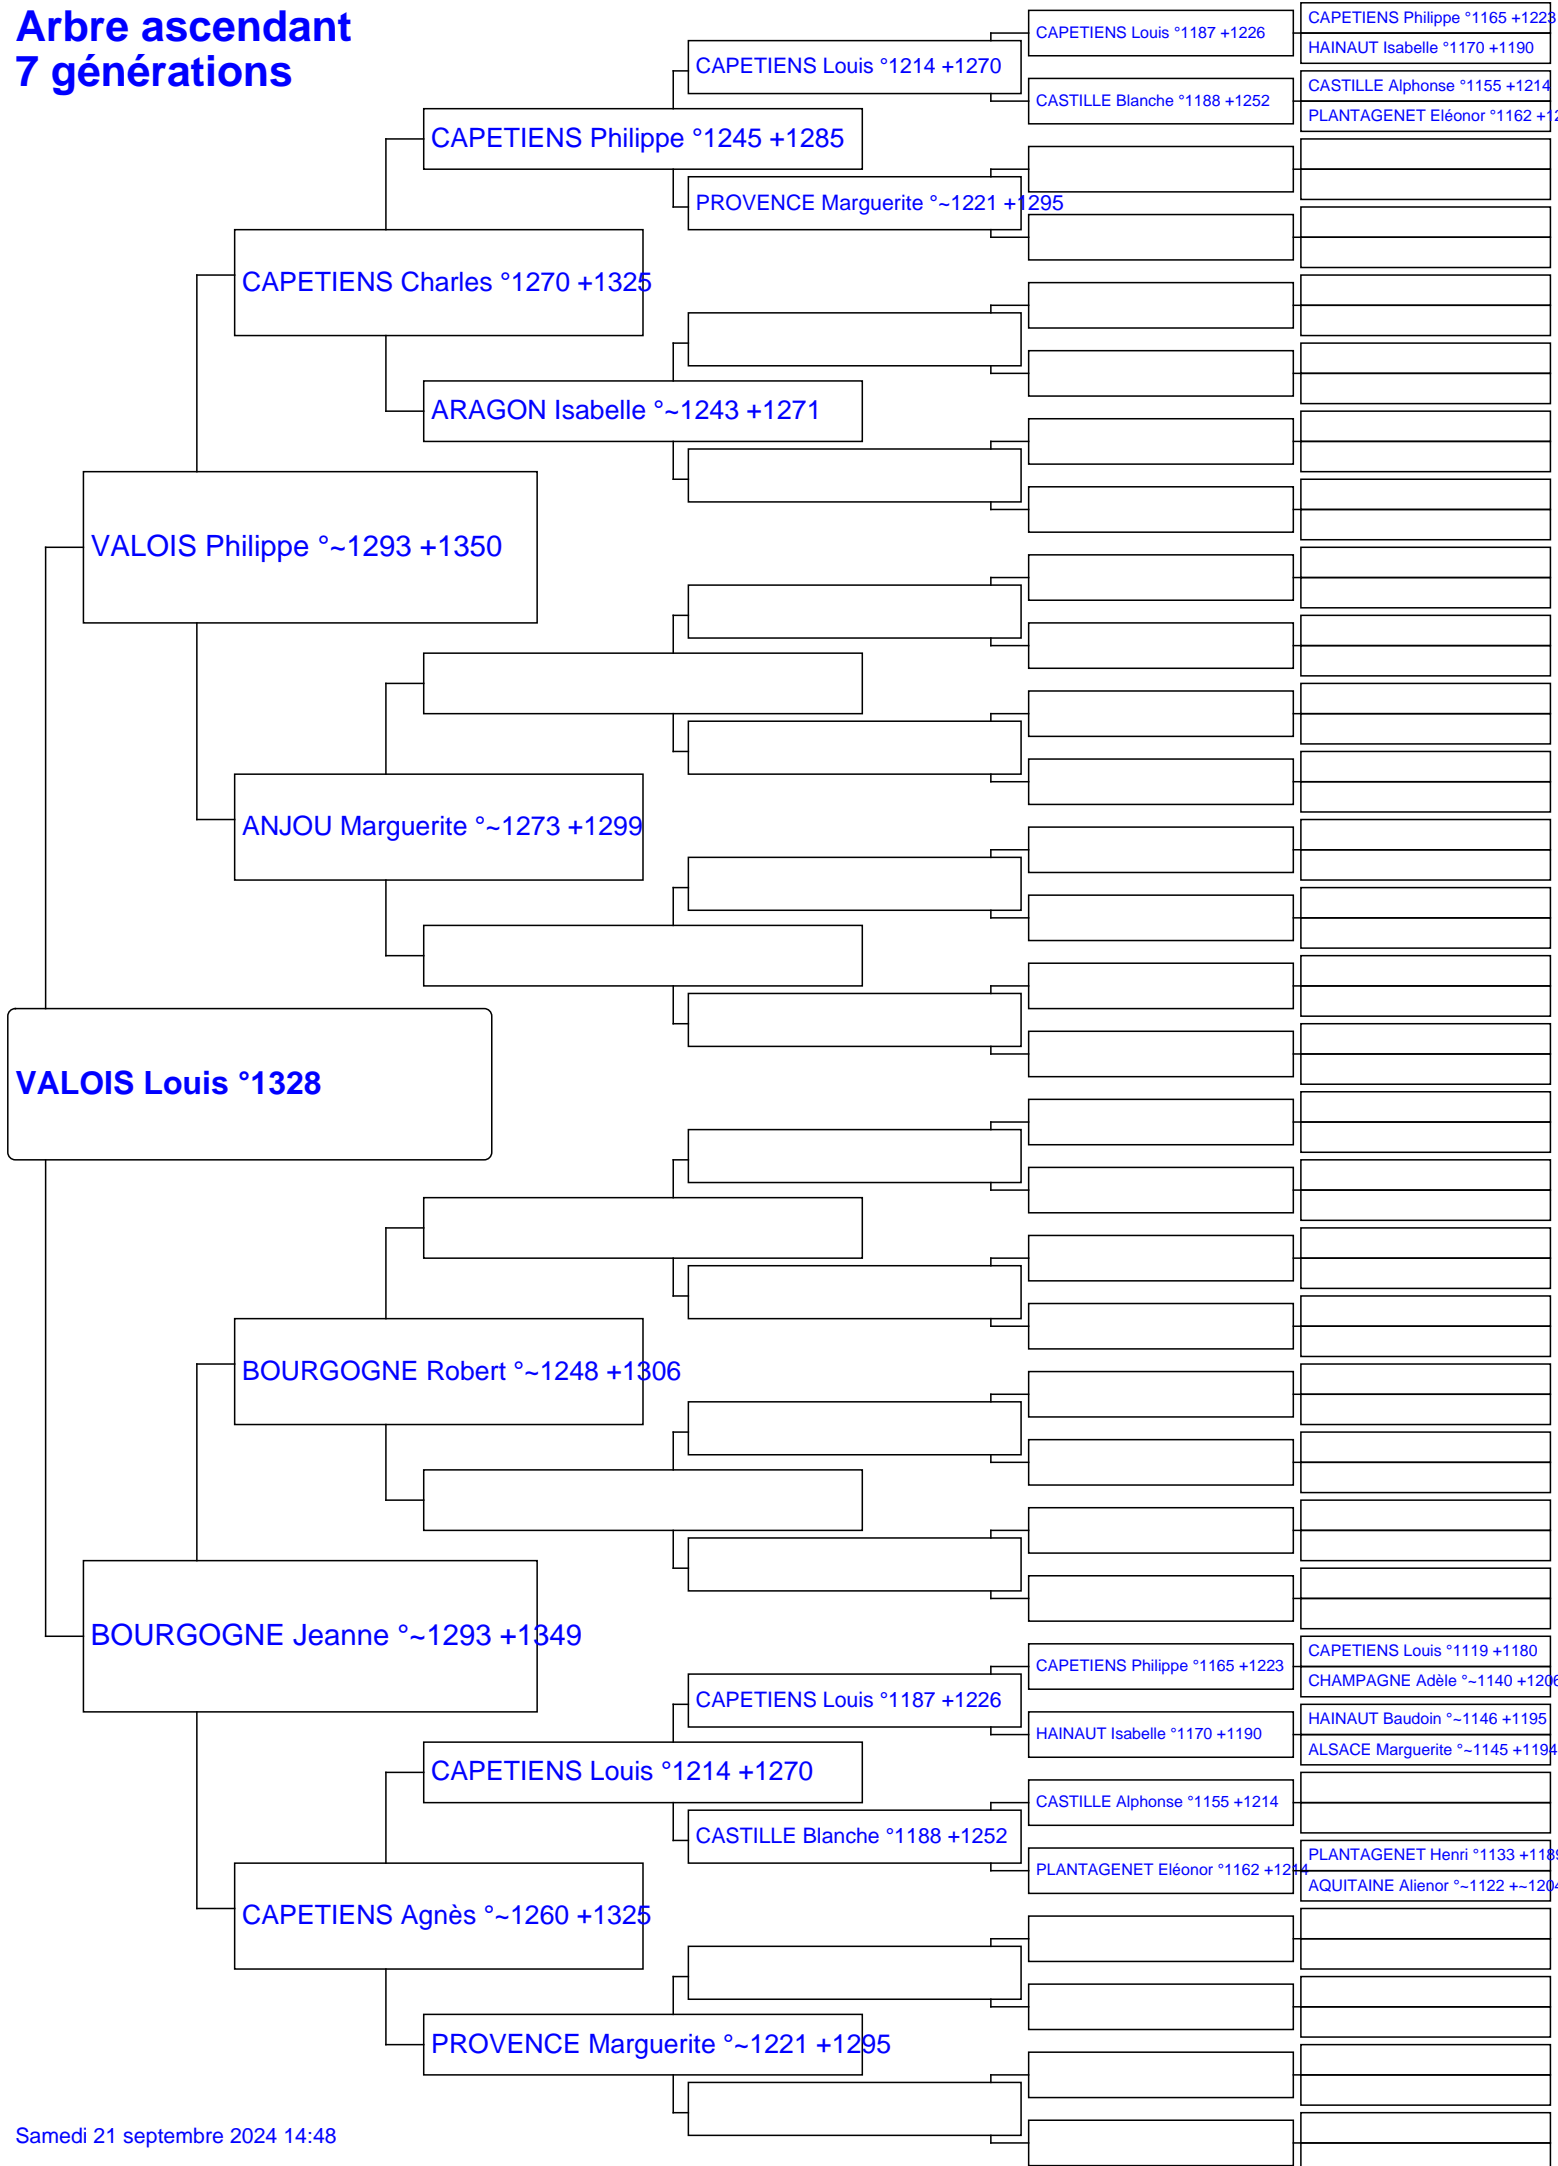 Arbre ascendant
7 générations
CAPETIENS Philippe °1165 +1223
CAPETIENS Louis °1187 +1226
HAINAUT Isabelle °1170 +1190
CAPETIENS Louis °1214 +1270
CASTILLE Alphonse °1155 +1214
CASTILLE Blanche °1188 +1252
PLANTAGENET Eléonor °1162 +12
CAPETIENS Philippe °1245 +1285
PROVENCE Marguerite °~1221 +1295
CAPETIENS Charles °1270 +1325
ARAGON Isabelle °~1243 +1271
VALOIS Philippe °~1293 +1350
ANJOU Marguerite °~1273 +1299
VALOIS Louis °1328
BOURGOGNE Robert °~1248 +1306
BOURGOGNE Jeanne °~1293 +1349
CAPETIENS Louis °1119 +1180
CAPETIENS Philippe °1165 +1223
CHAMPAGNE Adèle °~1140 +1206
CAPETIENS Louis °1187 +1226
HAINAUT Baudoin °~1146 +1195
HAINAUT Isabelle °1170 +1190
ALSACE Marguerite °~1145 +1194
CAPETIENS Louis °1214 +1270
CASTILLE Alphonse °1155 +1214
CASTILLE Blanche °1188 +1252
PLANTAGENET Henri °1133 +1189
PLANTAGENET Eléonor °1162 +1214
AQUITAINE Alienor °~1122 +~1204
CAPETIENS Agnès °~1260 +1325
PROVENCE Marguerite °~1221 +1295
Samedi 21 septembre 2024 14:48